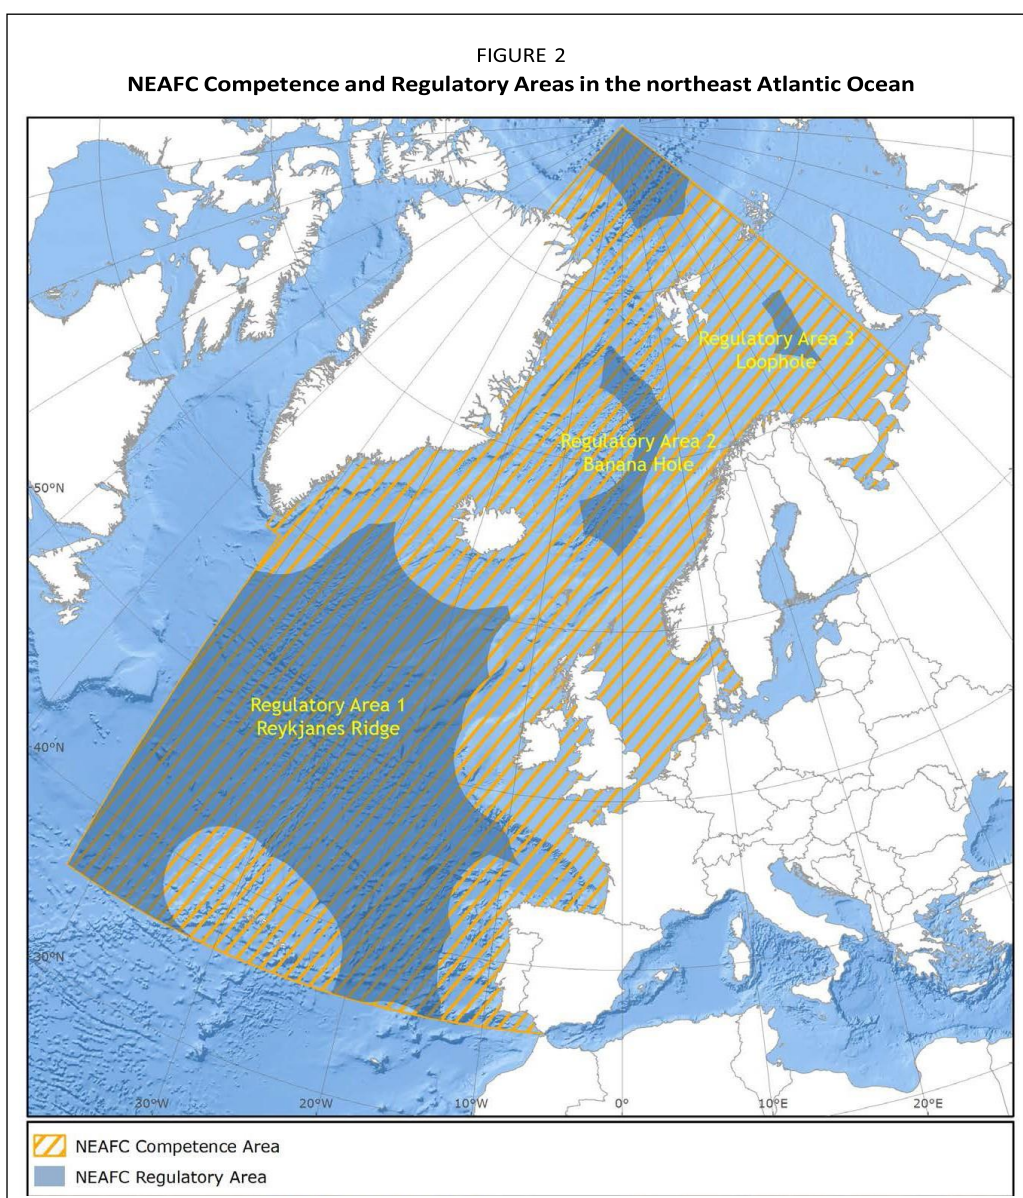 FIGURE 2
NEAFC Competence and Regulatory Areas in the northeast Atlantic Ocean
Regulatory Area 3
Loophole
Regulatory Area 2
Banana Hole
50°N
Regulatory Area 1
Reykjanes Ridge
40°N
30°N
30°W
20°W
10°W
0°
10°E
20°E
NEAFC Competence Area
NEAFC Regulatory Area